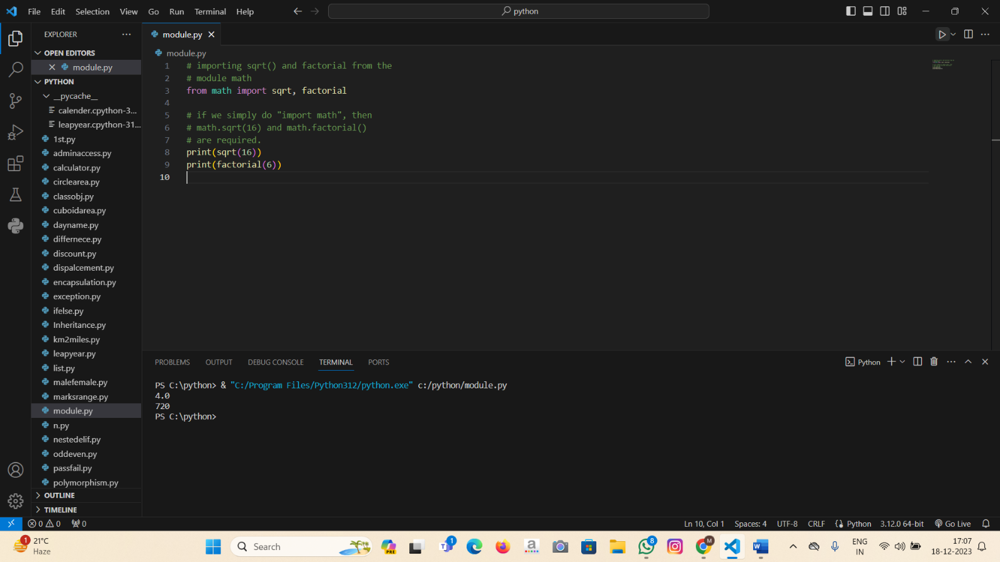 File Edit Selection View Go Run Terminal Help
python
EXPLORER
module.py
OPEN EDITORS
module.py
PYTHON
__pycache__
calender.cpython-3...
leapyear.cpython-31...
1st.py
adminaccess.py
calculator.py
circlearea.py
classobj.py
cuboidarea.py
dayname.py
differnece.py
discount.py
dispalcement.py
encapsulation.py
exception.py
ifelse.py
Inheritance.py
km2miles.py
leapyear.py
list.py
malefemale.py
marksrange.py
module.py
n.py
nestedelif.py
oddeven.py
passfail.py
polymorphism.py
OUTLINE
TIMELINE
module.py
1 # importing sqrt() and factorial from the
2 # module math
3 from math import sqrt, factorial
4
5 # if we simply do "import math", then
6 # math.sqrt(16) and math.factorial()
7 # are required.
8 print(sqrt(16))
9 print(factorial(6))
10
PROBLEMS OUTPUT DEBUG CONSOLE TERMINAL PORTS
Python
PS C:\python> & "C:/Program Files/Python312/python.exe" c:/python/module.py
4.0
720
PS C:\python>
0 0 0
Ln 10, Col 1 Spaces: 4 UTF-8 CRLF Python 3.12.0 64-bit Go Live
1
21°C
Haze
Search
PRE
1
a
8
M
W
ENG
IN
17:07
18-12-2023